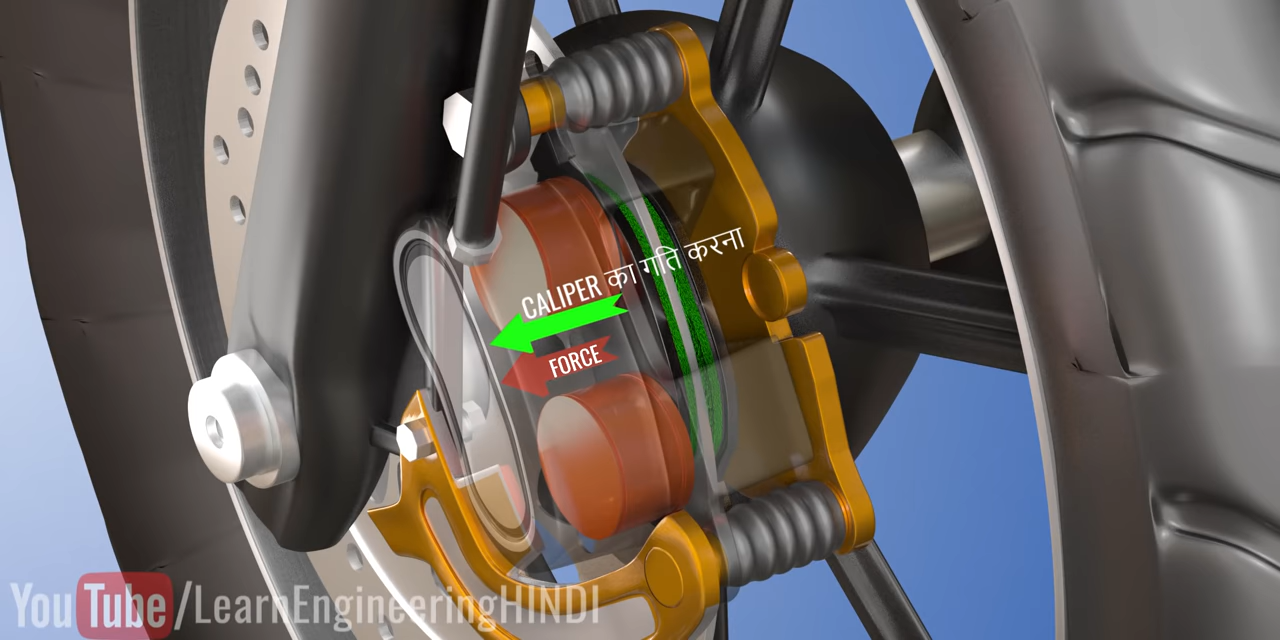 CALIPER का गति करना
FORCE
YouTube/LearnEngineeringHINDI